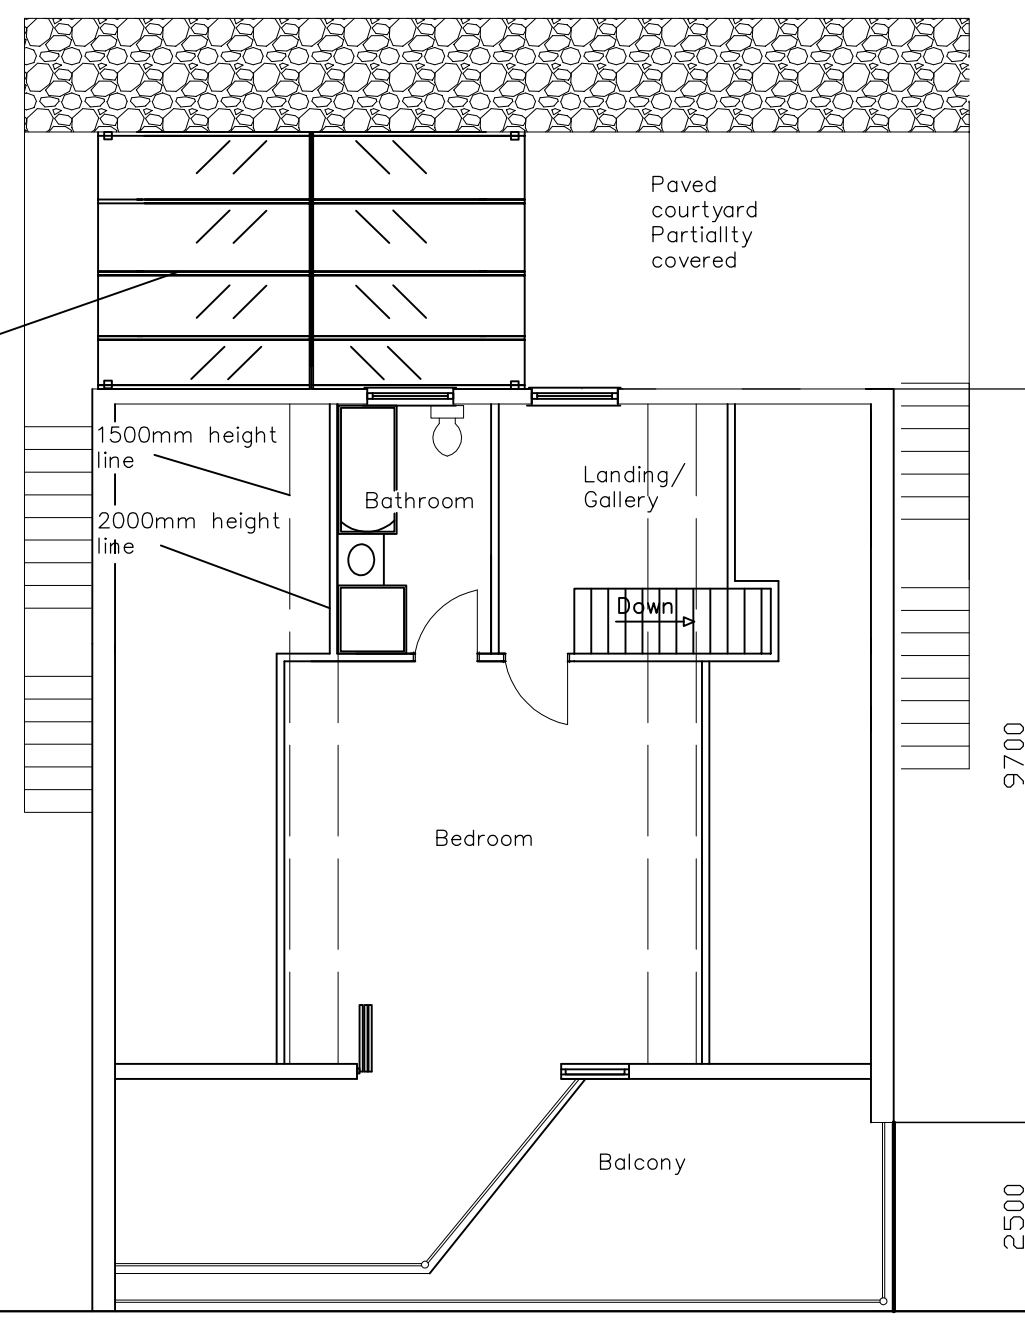 Paved
courtyard
Partiallty
covered
1500mm height
line
2000mm height
line
Bathroom
Landing/
Gallery
Down
9700
Bedroom
Balcony
2500